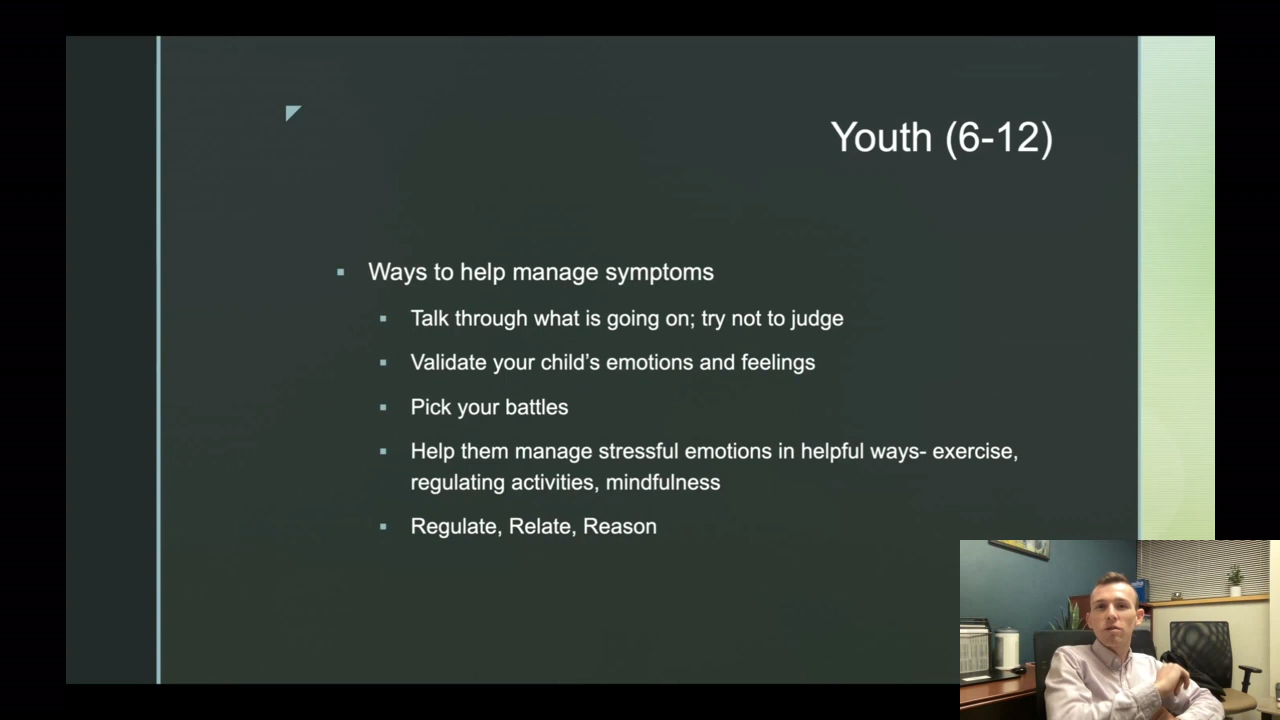 Youth (6-12)
Ways to help manage symptoms
Talk through what is going on; try not to judge
Validate your child’s emotions and feelings
Pick your battles
Help them manage stressful emotions in helpful ways- exercise,
regulating activities, mindfulness
Regulate, Relate, Reason